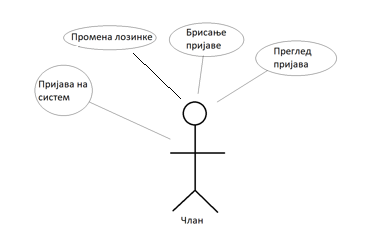 Промена лозинке
Брисање
пријаве
Преглед
пријава
Пријава на
систем
Члан